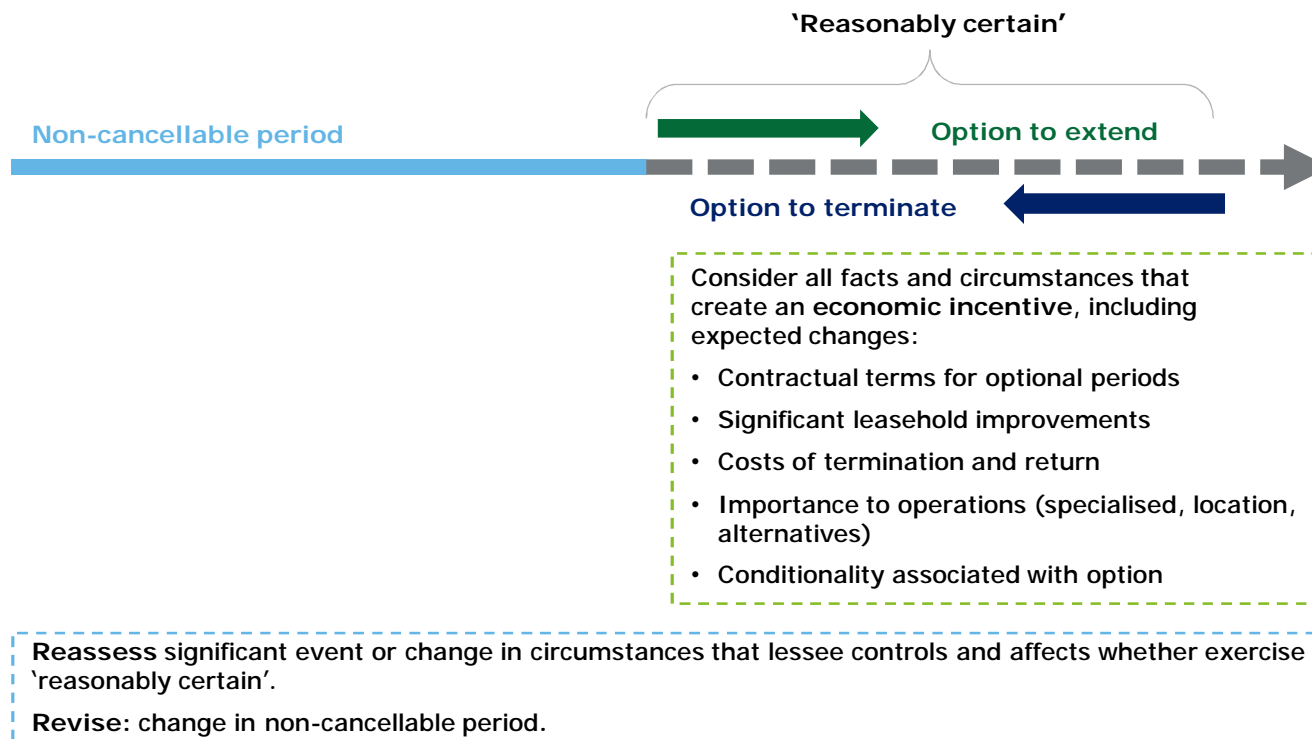 ‘Reasonably certain’
Non-cancellable period
Option to extend
Option to terminate
Consider all facts and circumstances that
create an economic incentive, including
expected changes:
• Contractual terms for optional periods
• Significant leasehold improvements
• Costs of termination and return
• Importance to operations (specialised, location,
alternatives)
• Conditionality associated with option
Reassess significant event or change in circumstances that lessee controls and affects whether exercise
‘reasonably certain’.
Revise: change in non-cancellable period.